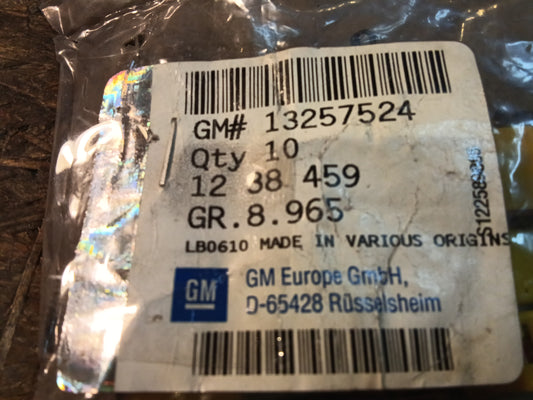 GM# 13257524
Qty 10
12 38 459
GR.8.965
LB0610 MADE IN VARIOUS ORIGINS
GM
GM Europe GmbH,
D-65428 Rüsselsheim